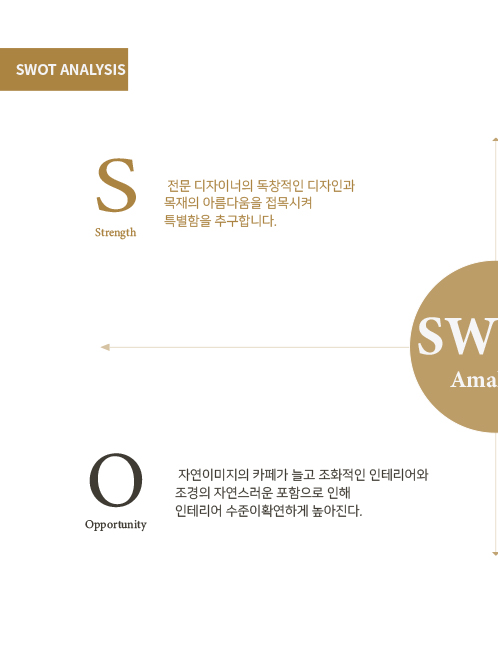 SWOT ANALYSIS
S
전문 디자이너의 독창적인 디자인과
목재의 아름다움을 접목시켜
특별함을 추구합니다.
Strength
SW
Ama
O
자연이미지의 카페가 늘고 조화적인 인테리어와
조경의 자연스러운 포함으로 인해
인테리어 수준이확연하게 높아진다.
Opportunity